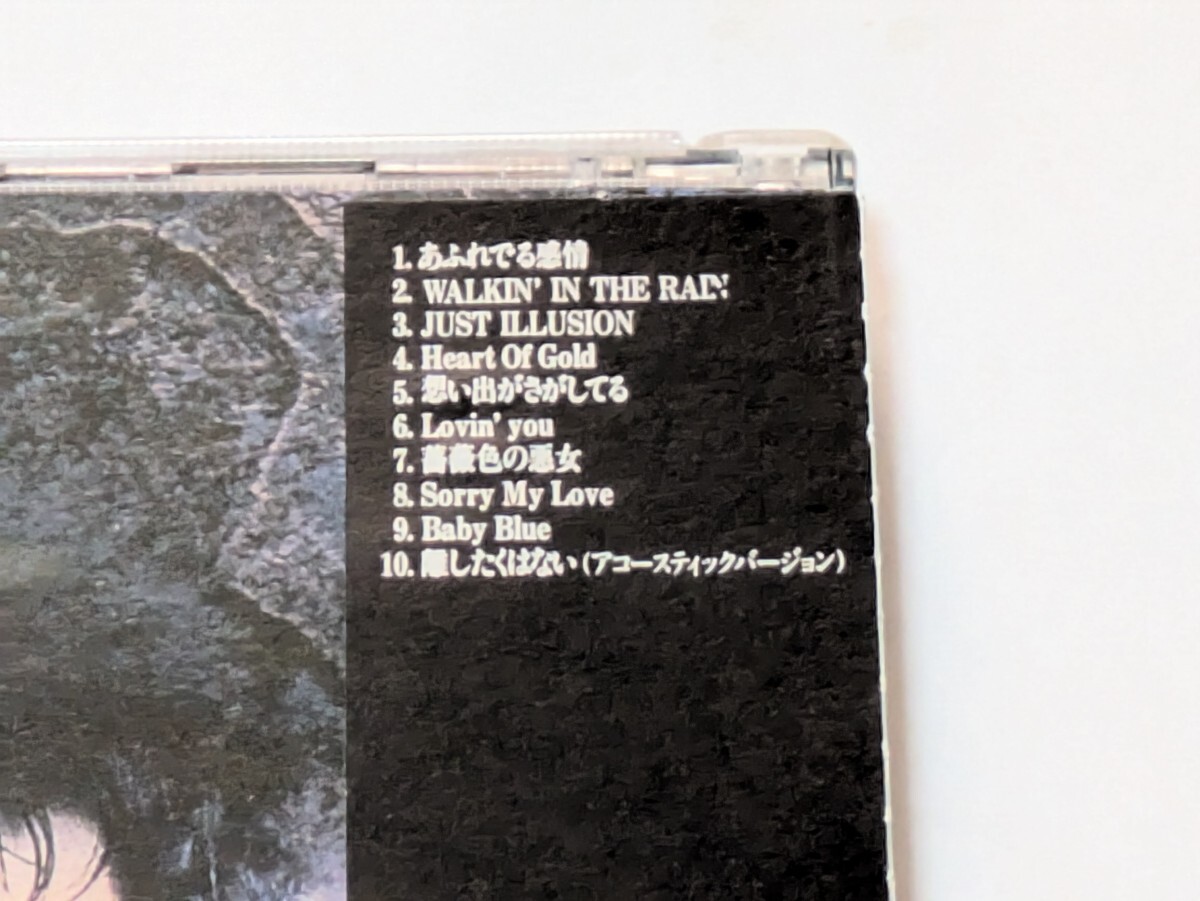 1. あふれでる感情
2. WALKIN' IN THE RAIN
3. JUST ILLUSION
4. Heart Of Gold
5. 想い出がさがしてる
6. Lovin' you
7. 薔薇色の悪女
8. Sorry My Love
9. Baby Blue
10. 離したくはない(アコースティックバージョン)